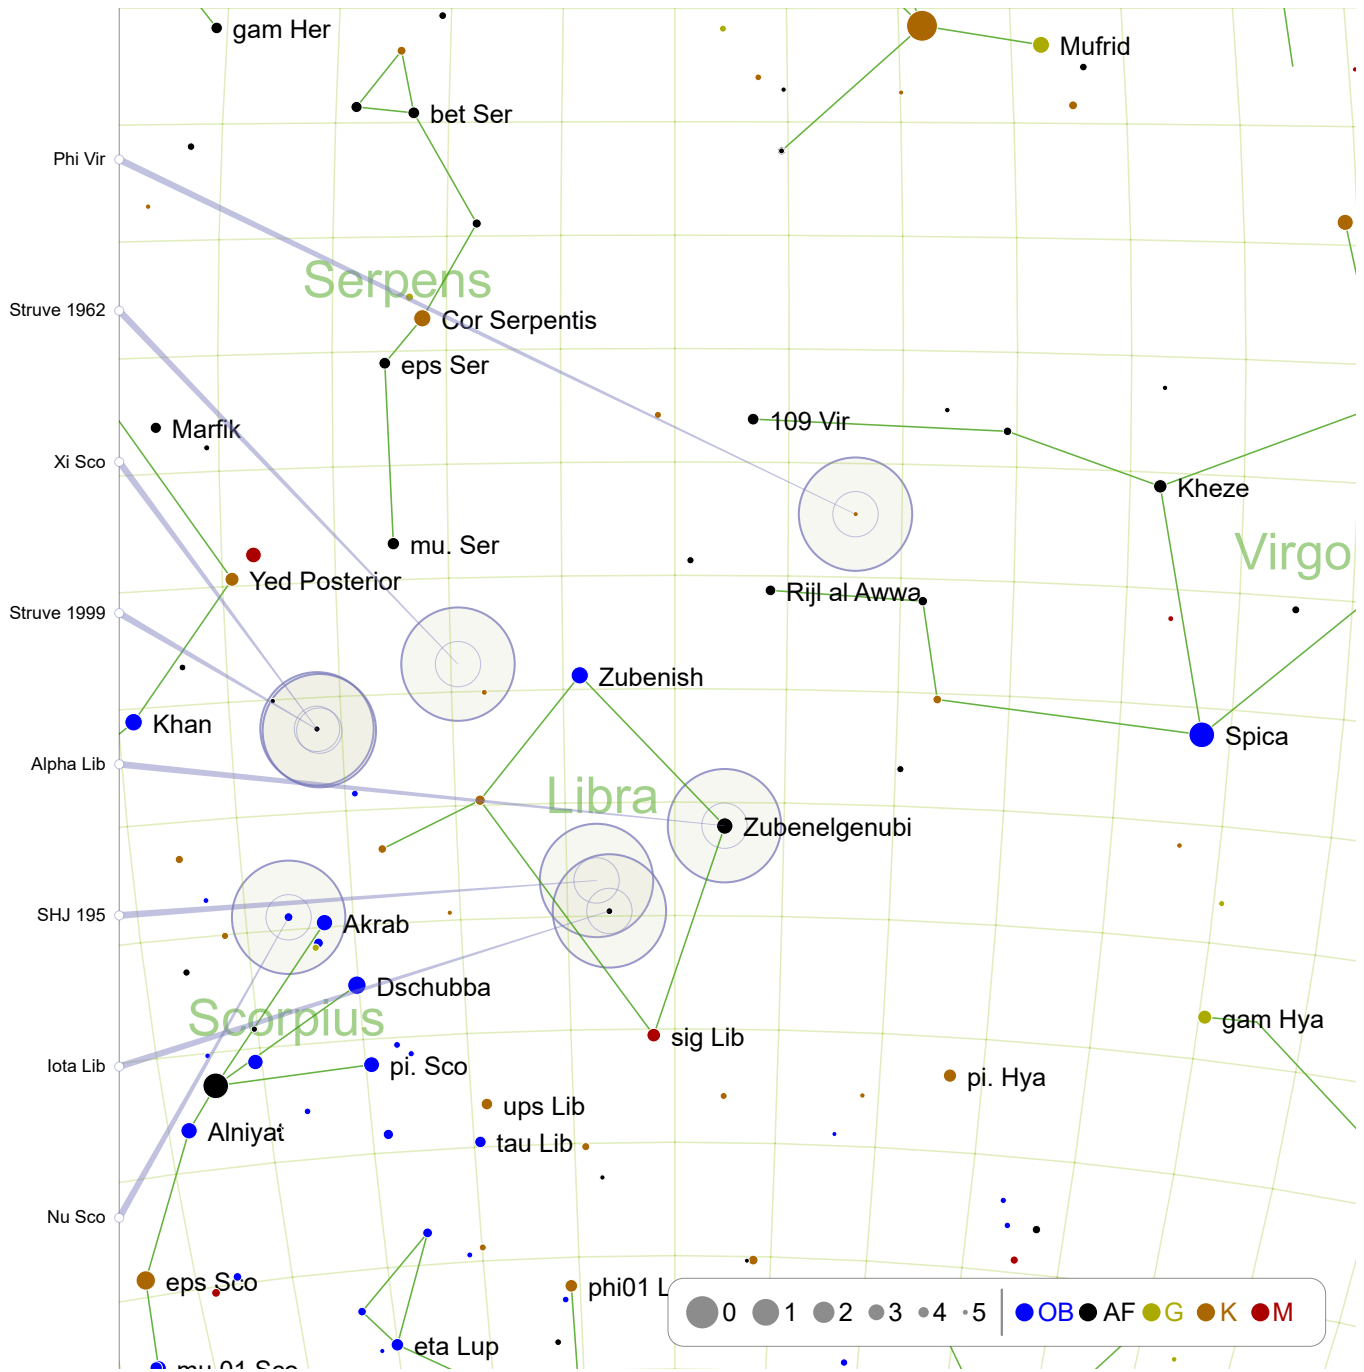 gam Her
Mufrid
bet Ser
Phi Vir
Serpens
Struve 1962
Cor Serpentis
eps Ser
109 Vir
Marfik
Xi Sco
Kheze
mu. Ser
Virgo
Yed Posterior
Rijl al Awwa
Struve 1999
Zubenish
Khan
Spica
Alpha Lib
Libra
Zubenelgenubi
SHJ 195
Akrab
Dschubba
Scorpius
gam Hya
sig Lib
Iota Lib
pi. Sco
pi. Hya
ups Lib
Alniyat
tau Lib
Nu Sco
eps Sco
phi01 L
0 1 2 3 4 5 OB AF G K M
eta Lup
mu.01 Sco